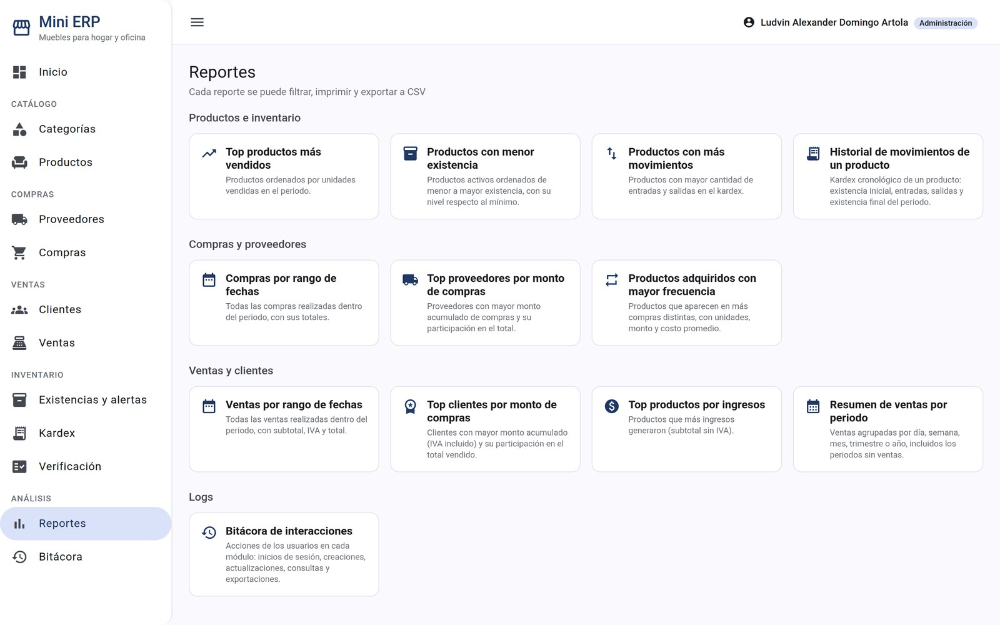 Mini ERP
Muebles para hogar y oficina
Inicio
CATÁLOGO
Categorías
Productos
COMPRAS
Proveedores
Compras
VENTAS
Clientes
Ventas
INVENTARIO
Existencias y alertas
Kardex
Verificación
ANÁLISIS
Reportes
Bitácora
Ludvin Alexander Domingo Artola
Administración
Reportes
Cada reporte se puede filtrar, imprimir y exportar a CSV
Productos e inventario
Top productos más
vendidos
Productos ordenados por unidades
vendidas en el periodo.
Productos con menor
existencia
Productos activos ordenados de
menor a mayor existencia, con su
nivel respecto al mínimo.
Productos con más
movimientos
Productos con mayor cantidad de
entradas y salidas en el kardex.
Historial de movimientos de
un producto
Kardex cronológico de un producto:
existencia inicial, entradas, salidas y
existencia final del periodo.
Compras y proveedores
Compras por rango de
fechas
Todas las compras realizadas dentro
del periodo, con sus totales.
Top proveedores por monto
de compras
Proveedores con mayor monto
acumulado de compras y su
participación en el total.
Productos adquiridos con
mayor frecuencia
Productos que aparecen en más
compras distintas, con unidades,
monto y costo promedio.
Ventas y clientes
Ventas por rango de fechas
Todas las ventas realizadas dentro del
periodo, con subtotal, IVA y total.
Top clientes por monto de
compras
Clientes con mayor monto acumulado
(IVA incluido) y su participación en el
total vendido.
Top productos por ingresos
Productos que más ingresos
generaron (subtotal sin IVA).
Resumen de ventas por
periodo
Ventas agrupadas por día, semana,
mes, trimestre o año, incluidos los
periodos sin ventas.
Logs
Bitácora de interacciones
Acciones de los usuarios en cada
módulo: inicios de sesión, creaciones,
actualizaciones, consultas y
exportaciones.